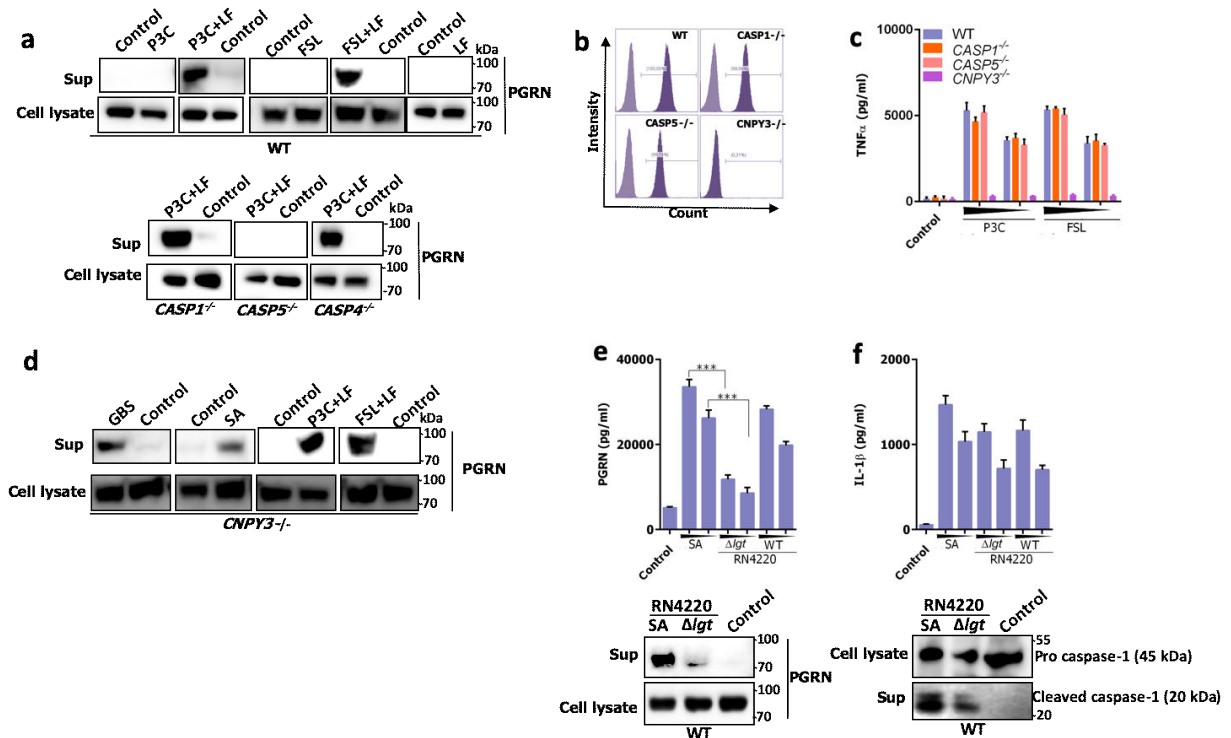 a
Control
P3C
P3C+LF
Control
Control
FSL
FSL+LF
Control
Control
LF
kDa
Sup
100
70
PGRN
Cell lysate
100
70
WT
P3C+LF
Control
P3C+LF
Control
P3C+LF
Control
kDa
Sup
100
70
PGRN
Cell lysate
100
70
CASP1-/-
CASP5-/-
CASP4-/-
b
WT
CASP1-/-
CASP5-/-
CNPY3-/-
Intensity
Count
c
WT
CASP1-/-
CASP5-/-
CNPY3-/-
TNFα (pg/ml)
10000
5000
0
Control
P3C
FSL
d
GBS
Control
Control
SA
Control
P3C+LF
FSL+LF
Control
kDa
Sup
100
70
PGRN
Cell lysate
100
70
CNPY3-/-
e
PGRN (pg/ml)
40000
20000
0
***
***
Control
SA
Δlgt
WT
RN4220
RN4220
SA
Δlgt
Control
Sup
100
70
PGRN
Cell lysate
100
70
WT
f
IL-1β (pg/ml)
2000
1000
0
Control
SA
Δlgt
WT
RN4220
RN4220
SA
Δlgt
Control
Cell lysate
55
Pro caspase-1 (45 kDa)
Sup
Cleaved caspase-1 (20 kDa)
20
WT